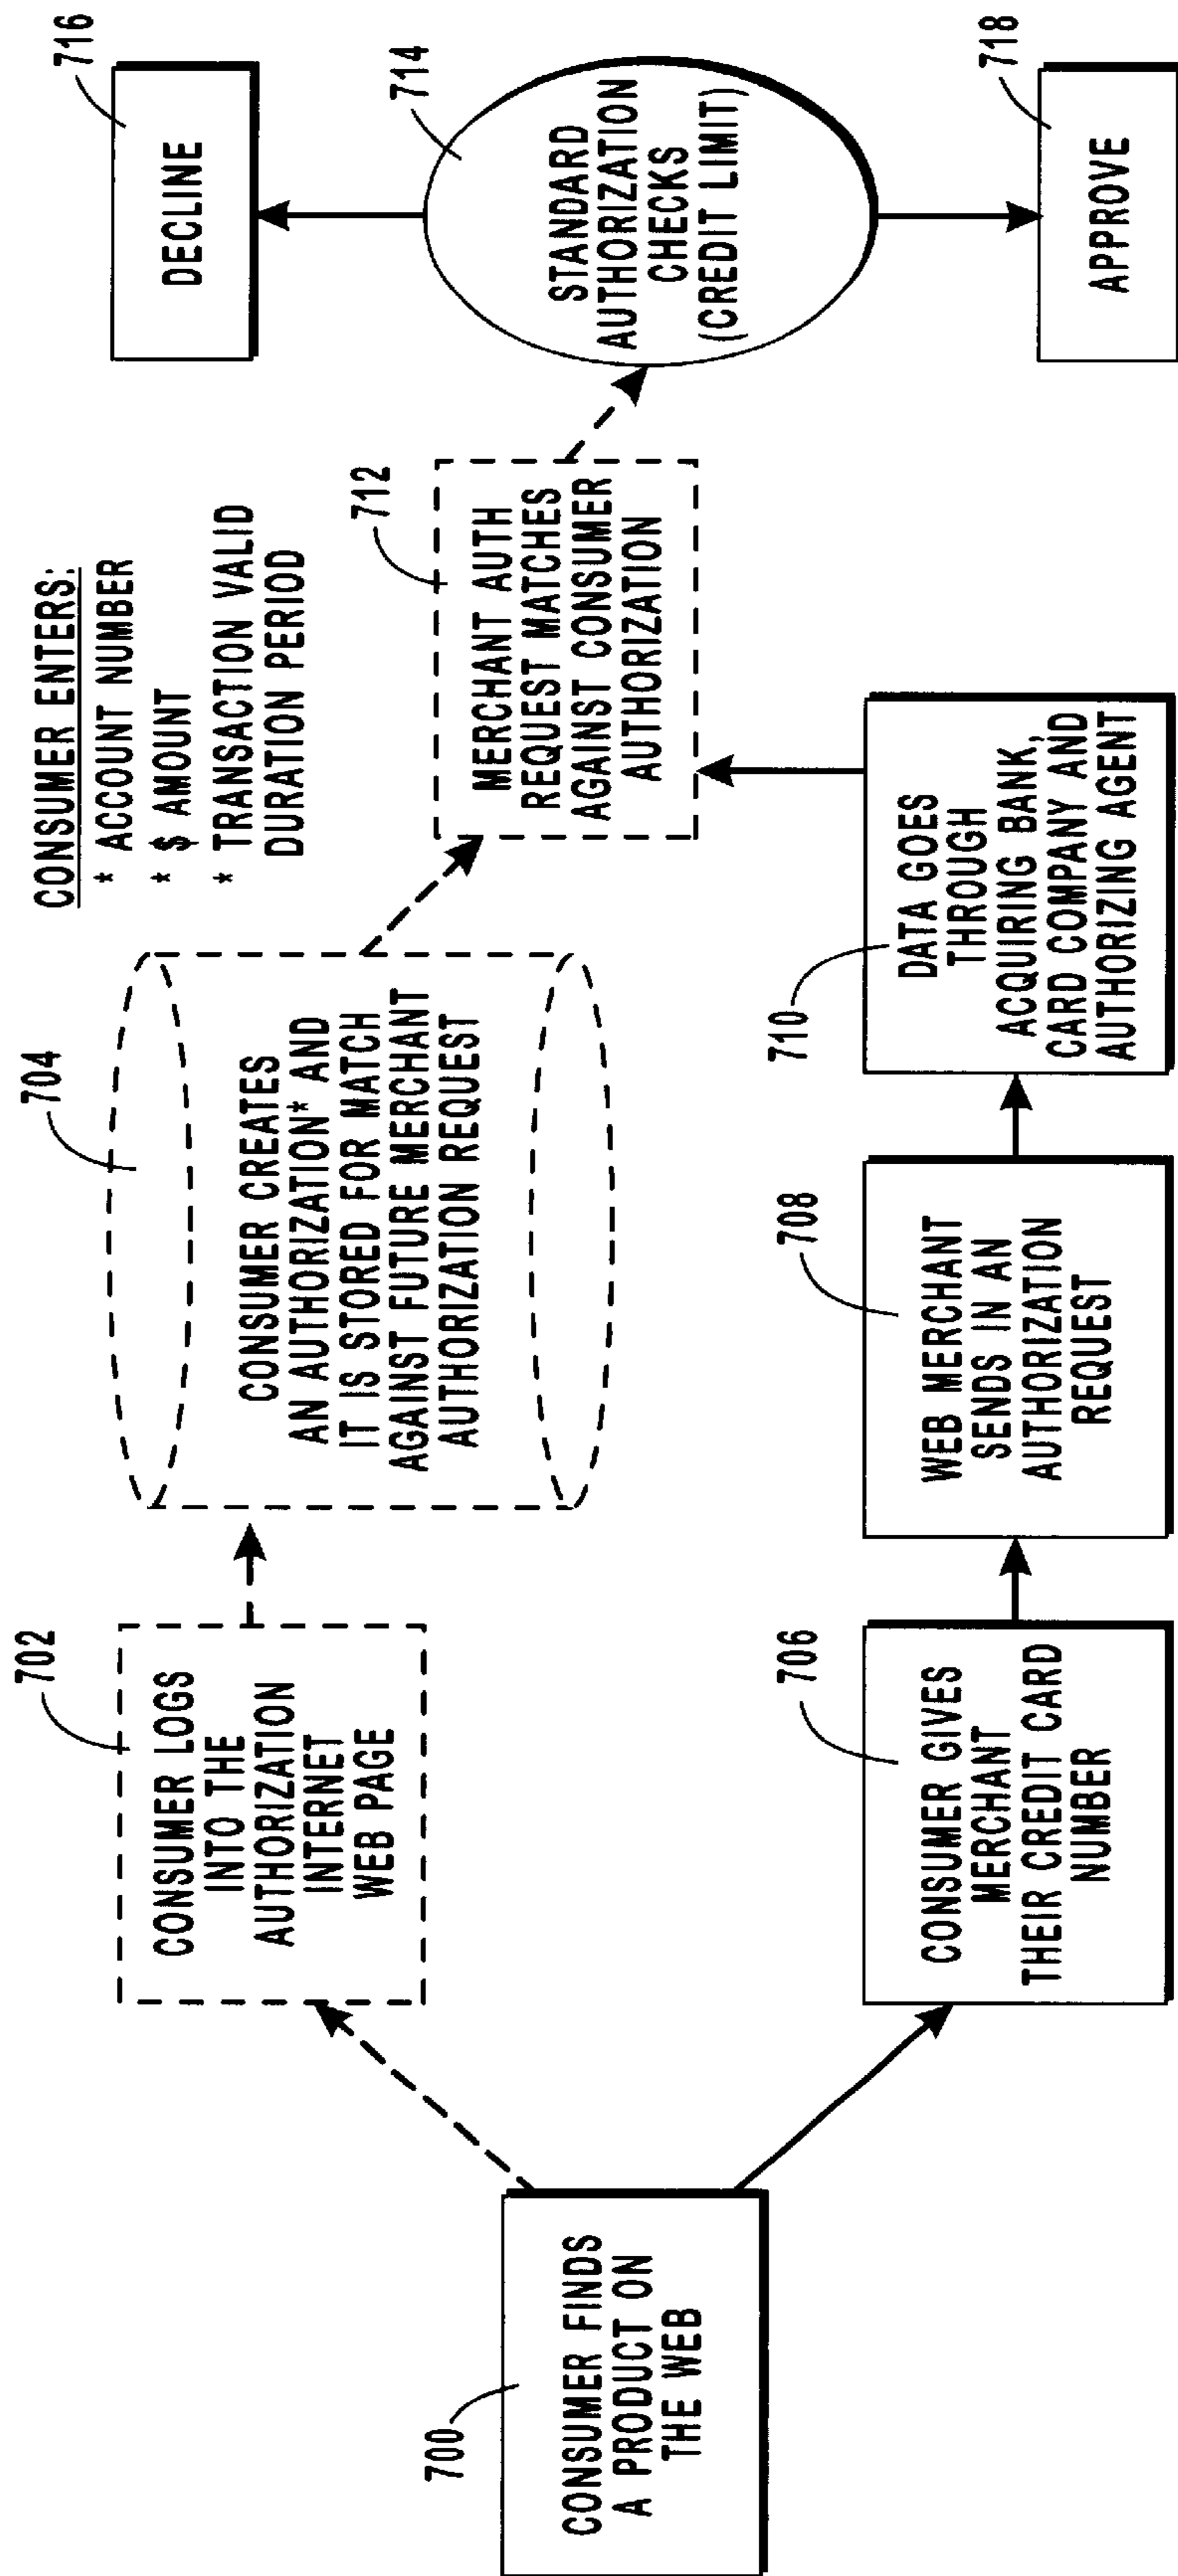 700
CONSUMER FINDS
A PRODUCT ON
THE WEB
702
CONSUMER LOGS
INTO THE
AUTHORIZATION
INTERNET
WEB PAGE
704
CONSUMER CREATES
AN AUTHORIZATION* AND
IT IS STORED FOR MATCH
AGAINST FUTURE MERCHANT
AUTHORIZATION REQUEST
CONSUMER ENTERS:
* ACCOUNT NUMBER
* $ AMOUNT
* TRANSACTION VALID
DURATION PERIOD
706
CONSUMER GIVES
MERCHANT
THEIR CREDIT CARD
NUMBER
708
WEB MERCHANT
SENDS IN AN
AUTHORIZATION
REQUEST
710
DATA GOES
THROUGH
ACQUIRING BANK,
CARD COMPANY AND
AUTHORIZING AGENT
712
MERCHANT AUTH
REQUEST MATCHES
AGAINST CONSUMER
AUTHORIZATION
714
STANDARD
AUTHORIZATION
CHECKS
(CREDIT LIMIT)
716
DECLINE
718
APPROVE